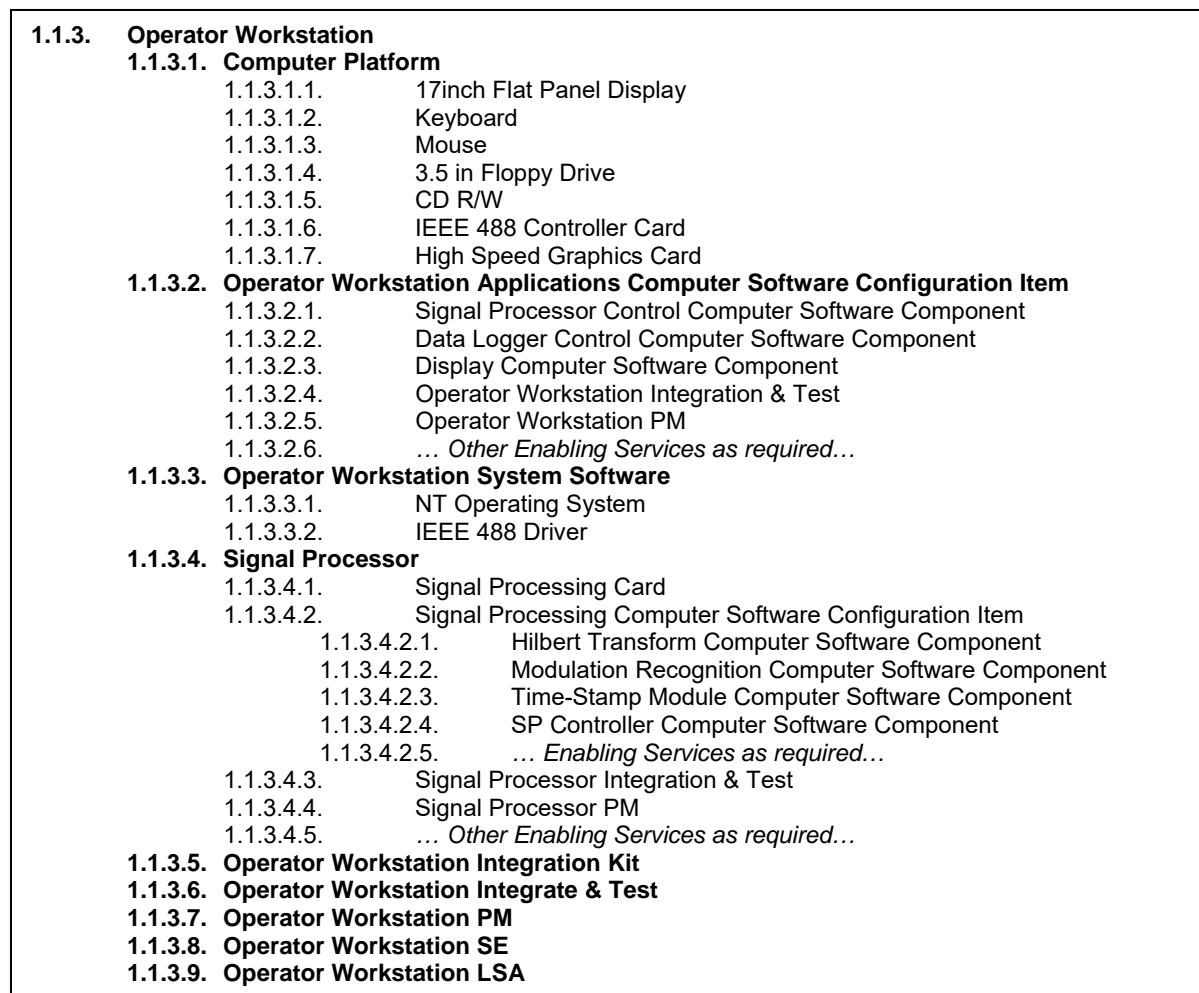 1.1.3. Operator Workstation
1.1.3.1. Computer Platform
1.1.3.1.1. 17inch Flat Panel Display
1.1.3.1.2. Keyboard
1.1.3.1.3. Mouse
1.1.3.1.4. 3.5 in Floppy Drive
1.1.3.1.5. CD R/W
1.1.3.1.6. IEEE 488 Controller Card
1.1.3.1.7. High Speed Graphics Card
1.1.3.2. Operator Workstation Applications Computer Software Configuration Item
1.1.3.2.1. Signal Processor Control Computer Software Component
1.1.3.2.2. Data Logger Control Computer Software Component
1.1.3.2.3. Display Computer Software Component
1.1.3.2.4. Operator Workstation Integration & Test
1.1.3.2.5. Operator Workstation PM
1.1.3.2.6. … Other Enabling Services as required…
1.1.3.3. Operator Workstation System Software
1.1.3.3.1. NT Operating System
1.1.3.3.2. IEEE 488 Driver
1.1.3.4. Signal Processor
1.1.3.4.1. Signal Processing Card
1.1.3.4.2. Signal Processing Computer Software Configuration Item
1.1.3.4.2.1. Hilbert Transform Computer Software Component
1.1.3.4.2.2. Modulation Recognition Computer Software Component
1.1.3.4.2.3. Time-Stamp Module Computer Software Component
1.1.3.4.2.4. SP Controller Computer Software Component
1.1.3.4.2.5. … Enabling Services as required…
1.1.3.4.3. Signal Processor Integration & Test
1.1.3.4.4. Signal Processor PM
1.1.3.4.5. … Other Enabling Services as required…
1.1.3.5. Operator Workstation Integration Kit
1.1.3.6. Operator Workstation Integrate & Test
1.1.3.7. Operator Workstation PM
1.1.3.8. Operator Workstation SE
1.1.3.9. Operator Workstation LSA